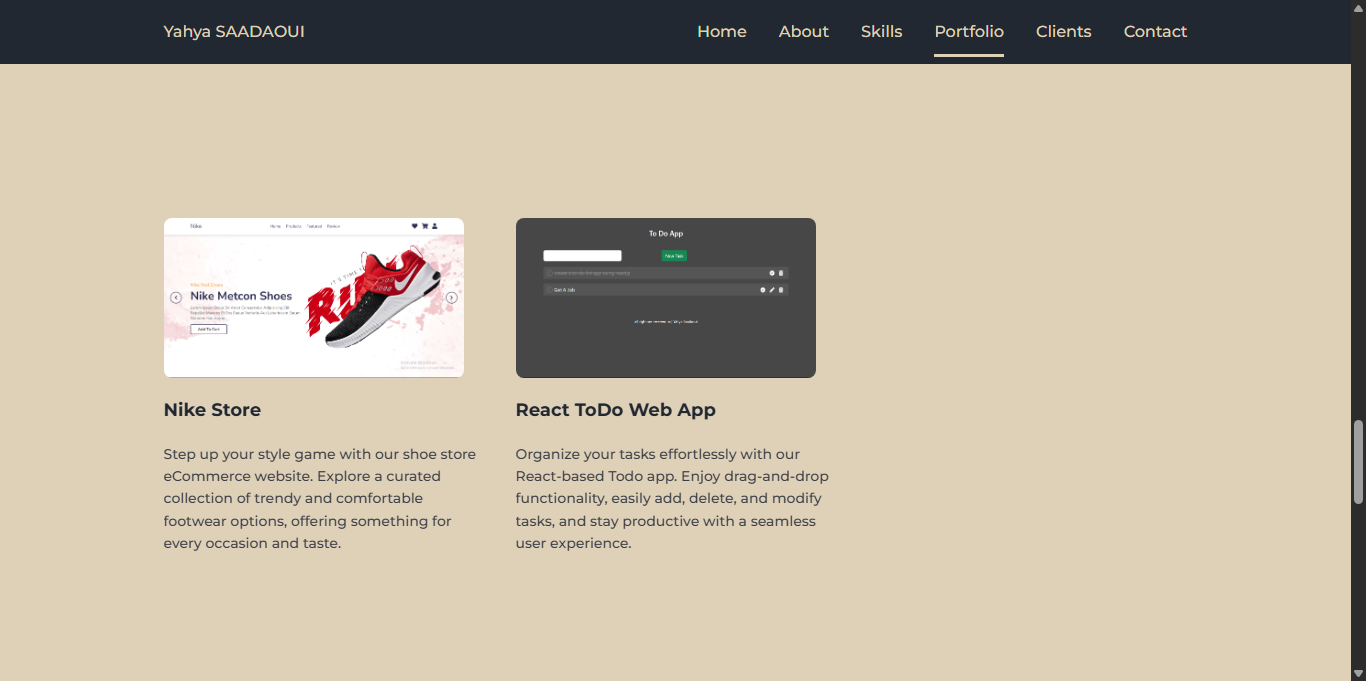 Yahya SAADAOUI
Home
About
Skills
Portfolio
Clients
Contact
Nike
Home
Products
Featured
Review
Nike Metcon Shoes
Add To Cart
To Do App
New Task
Get A Job
Nike Store
Step up your style game with our shoe store
eCommerce website. Explore a curated
collection of trendy and comfortable
footwear options, offering something for
every occasion and taste.
React ToDo Web App
Organize your tasks effortlessly with our
React-based Todo app. Enjoy drag-and-drop
functionality, easily add, delete, and modify
tasks, and stay productive with a seamless
user experience.